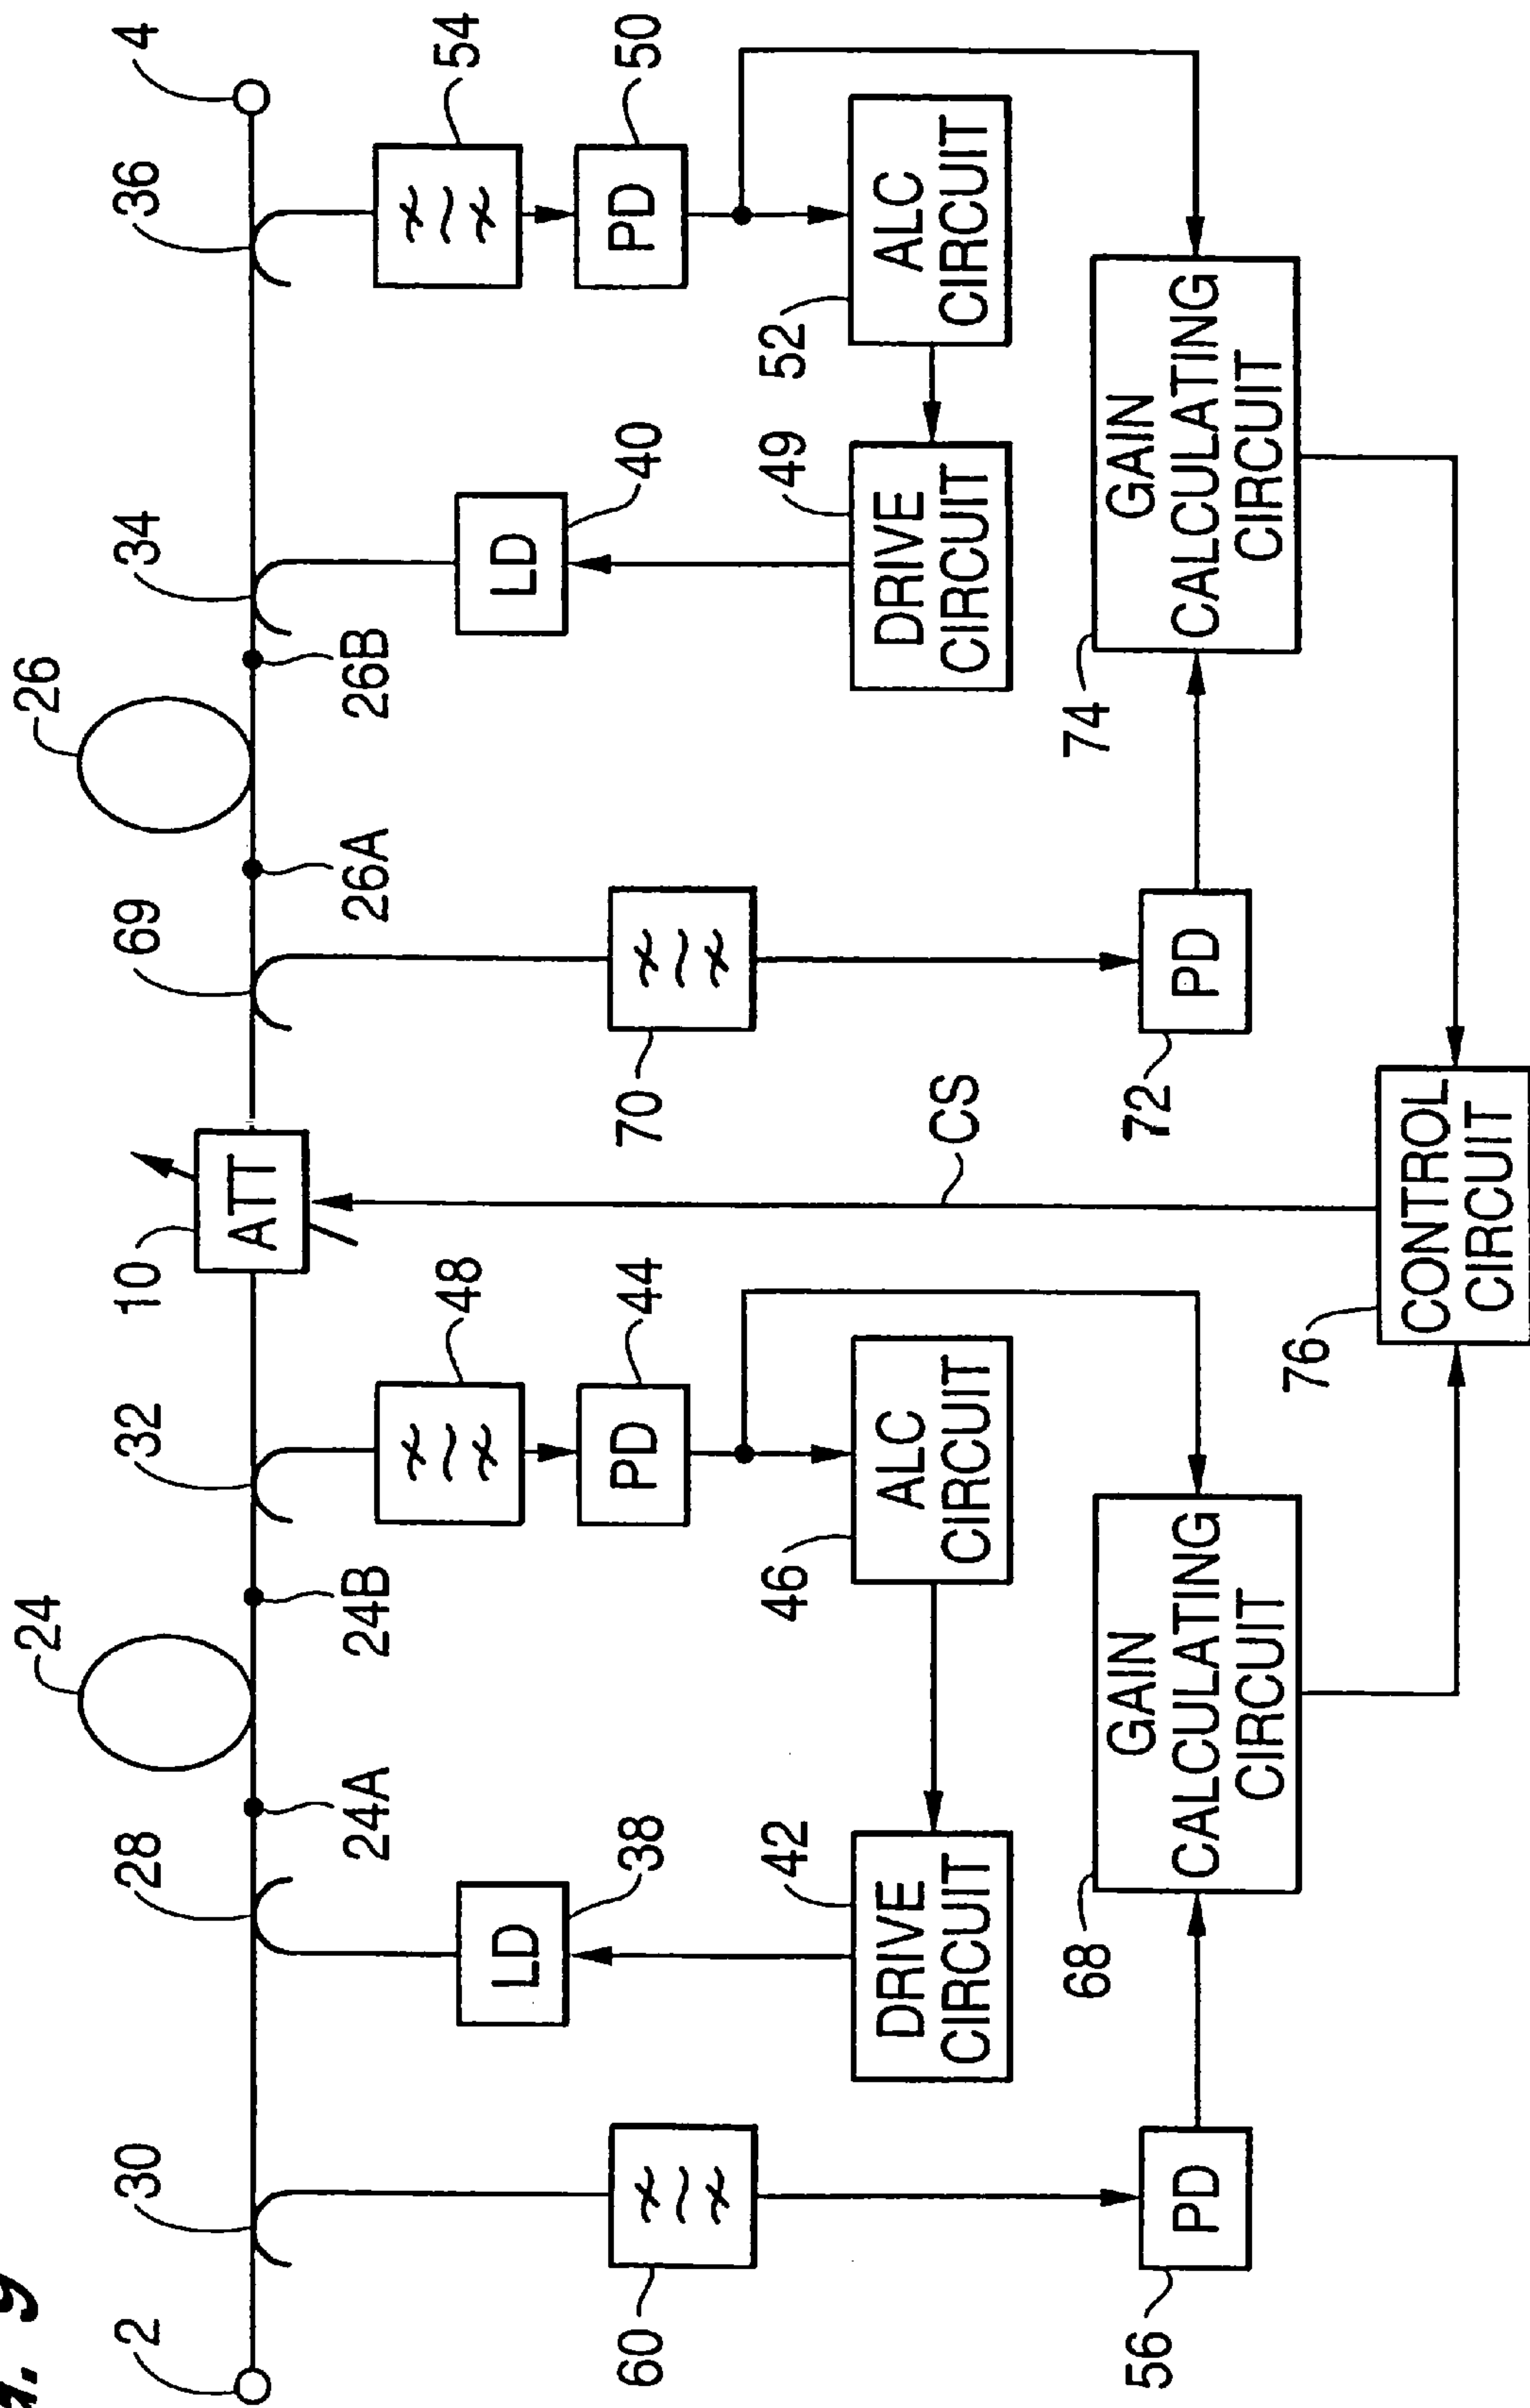 2
30
28
24A
24
24B
32
10
ATT
69
26A
26
26B
34
36
4
60
LD
38
48
PD
44
70
LD
40
54
PD
50
DRIVE
CIRCUIT
42
ALC
CIRCUIT
46
CS
DRIVE
CIRCUIT
49
ALC
CIRCUIT
52
56
PD
68
GAIN
CALCULATING
CIRCUIT
72
PD
74
GAIN
CALCULATING
CIRCUIT
76
CONTROL
CIRCUIT